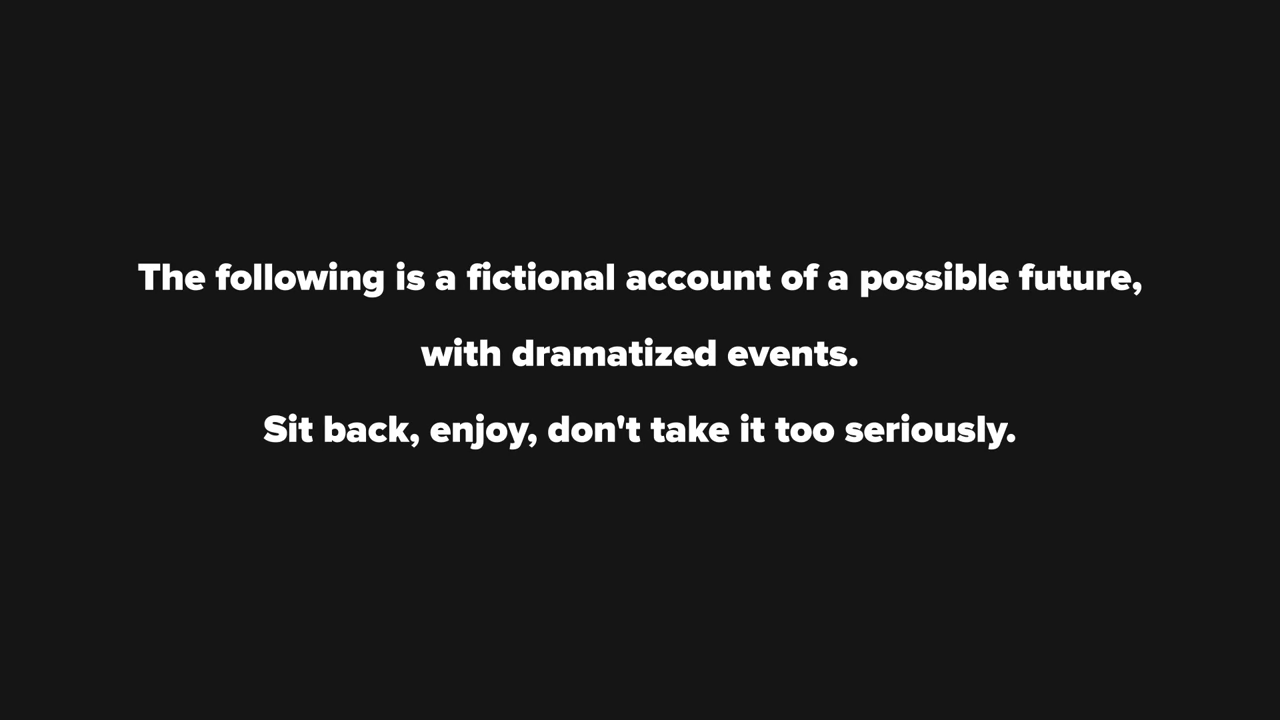 The following is a fictional account of a possible future,
with dramatized events.
Sit back, enjoy, don't take it too seriously.